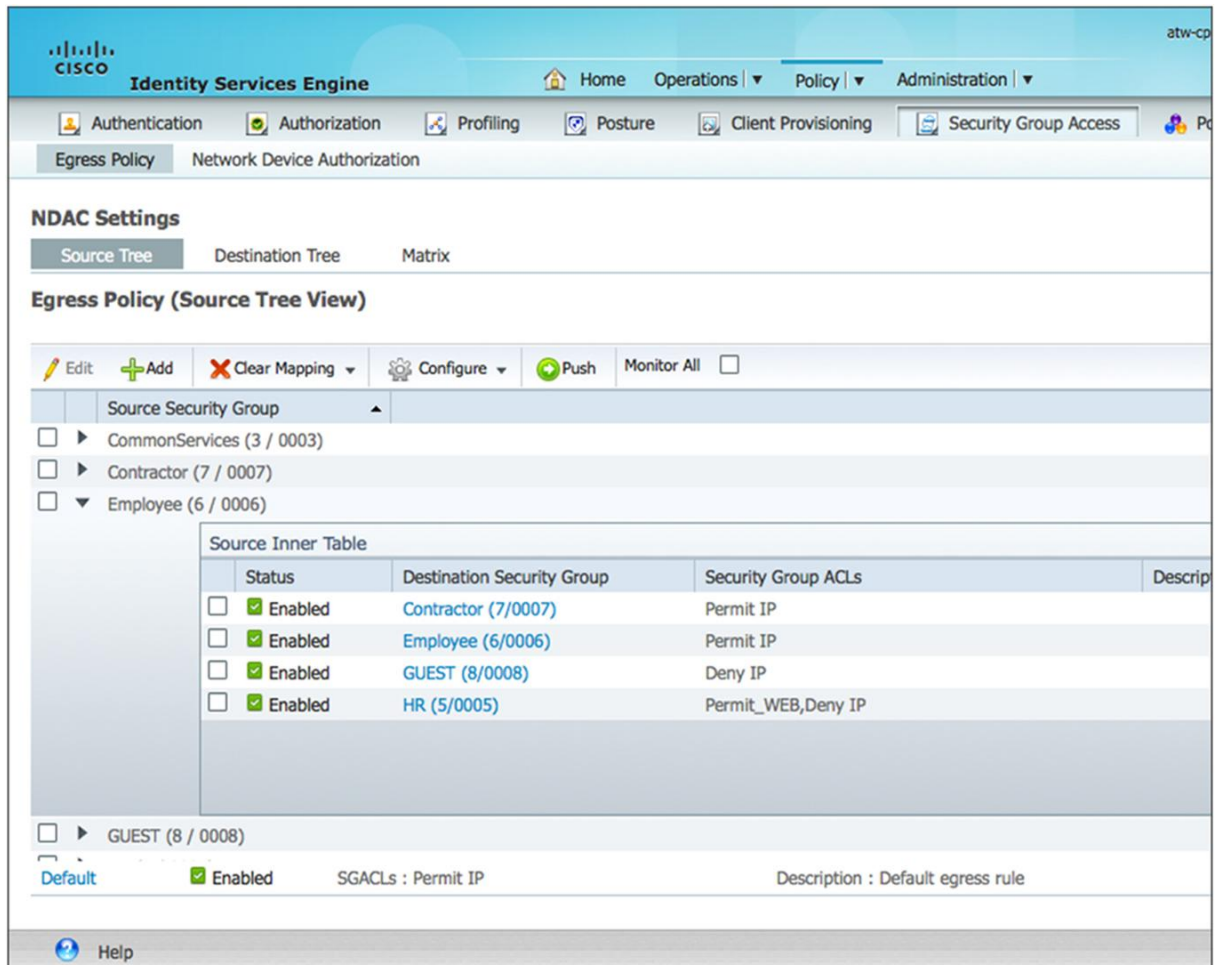 atw-cp
CISCO
Identity Services Engine
Home Operations Policy Administration
Authentication Authorization Profiling Posture Client Provisioning Security Group Access
Egress Policy Network Device Authorization
NDAC Settings
Source Tree Destination Tree Matrix
Egress Policy (Source Tree View)
Edit Add Clear Mapping Configure Push Monitor All
Source Security Group
CommonServices (3 / 0003)
Contractor (7 / 0007)
Employee (6 / 0006)
Source Inner Table
Status Destination Security Group Security Group ACLs Descript
Enabled Contractor (7/0007) Permit IP
Enabled Employee (6/0006) Permit IP
Enabled GUEST (8/0008) Deny IP
Enabled HR (5/0005) Permit_WEB,Deny IP
GUEST (8 / 0008)
Default Enabled SGACLs : Permit IP Description : Default egress rule
Help